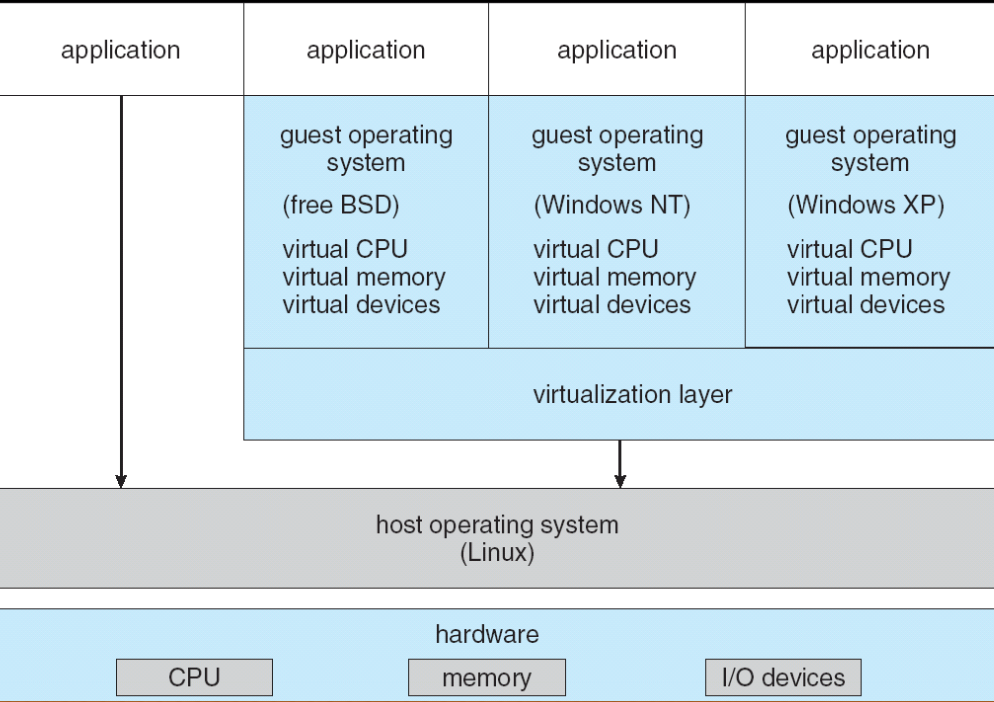 application
application
application
application
guest operating
system
(free BSD)
virtual CPU
virtual memory
virtual devices
guest operating
system
(Windows NT)
virtual CPU
virtual memory
virtual devices
guest operating
system
(Windows XP)
virtual CPU
virtual memory
virtual devices
virtualization layer
host operating system
(Linux)
hardware
CPU
memory
I/O devices